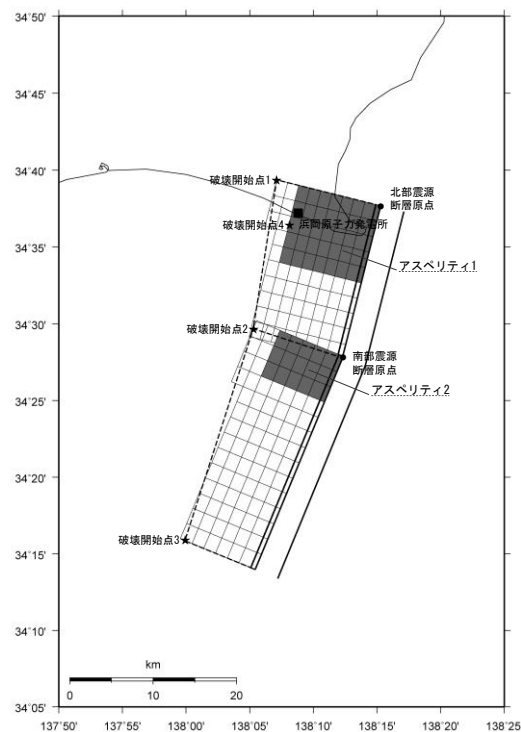 34˚50'
34˚45'
34˚40'
34˚35'
34˚30'
34˚25'
34˚20'
34˚15'
34˚10'
34˚05'
破壊開始点1
北部震源
断層原点
破壊開始点4
浜岡原子力発電所
アスペリティ1
破壊開始点2
南部震源
断層原点
アスペリティ2
破壊開始点3
km
0 10 20
137˚50' 137˚55' 138˚00' 138˚05' 138˚10' 138˚15' 138˚20' 138˚25'